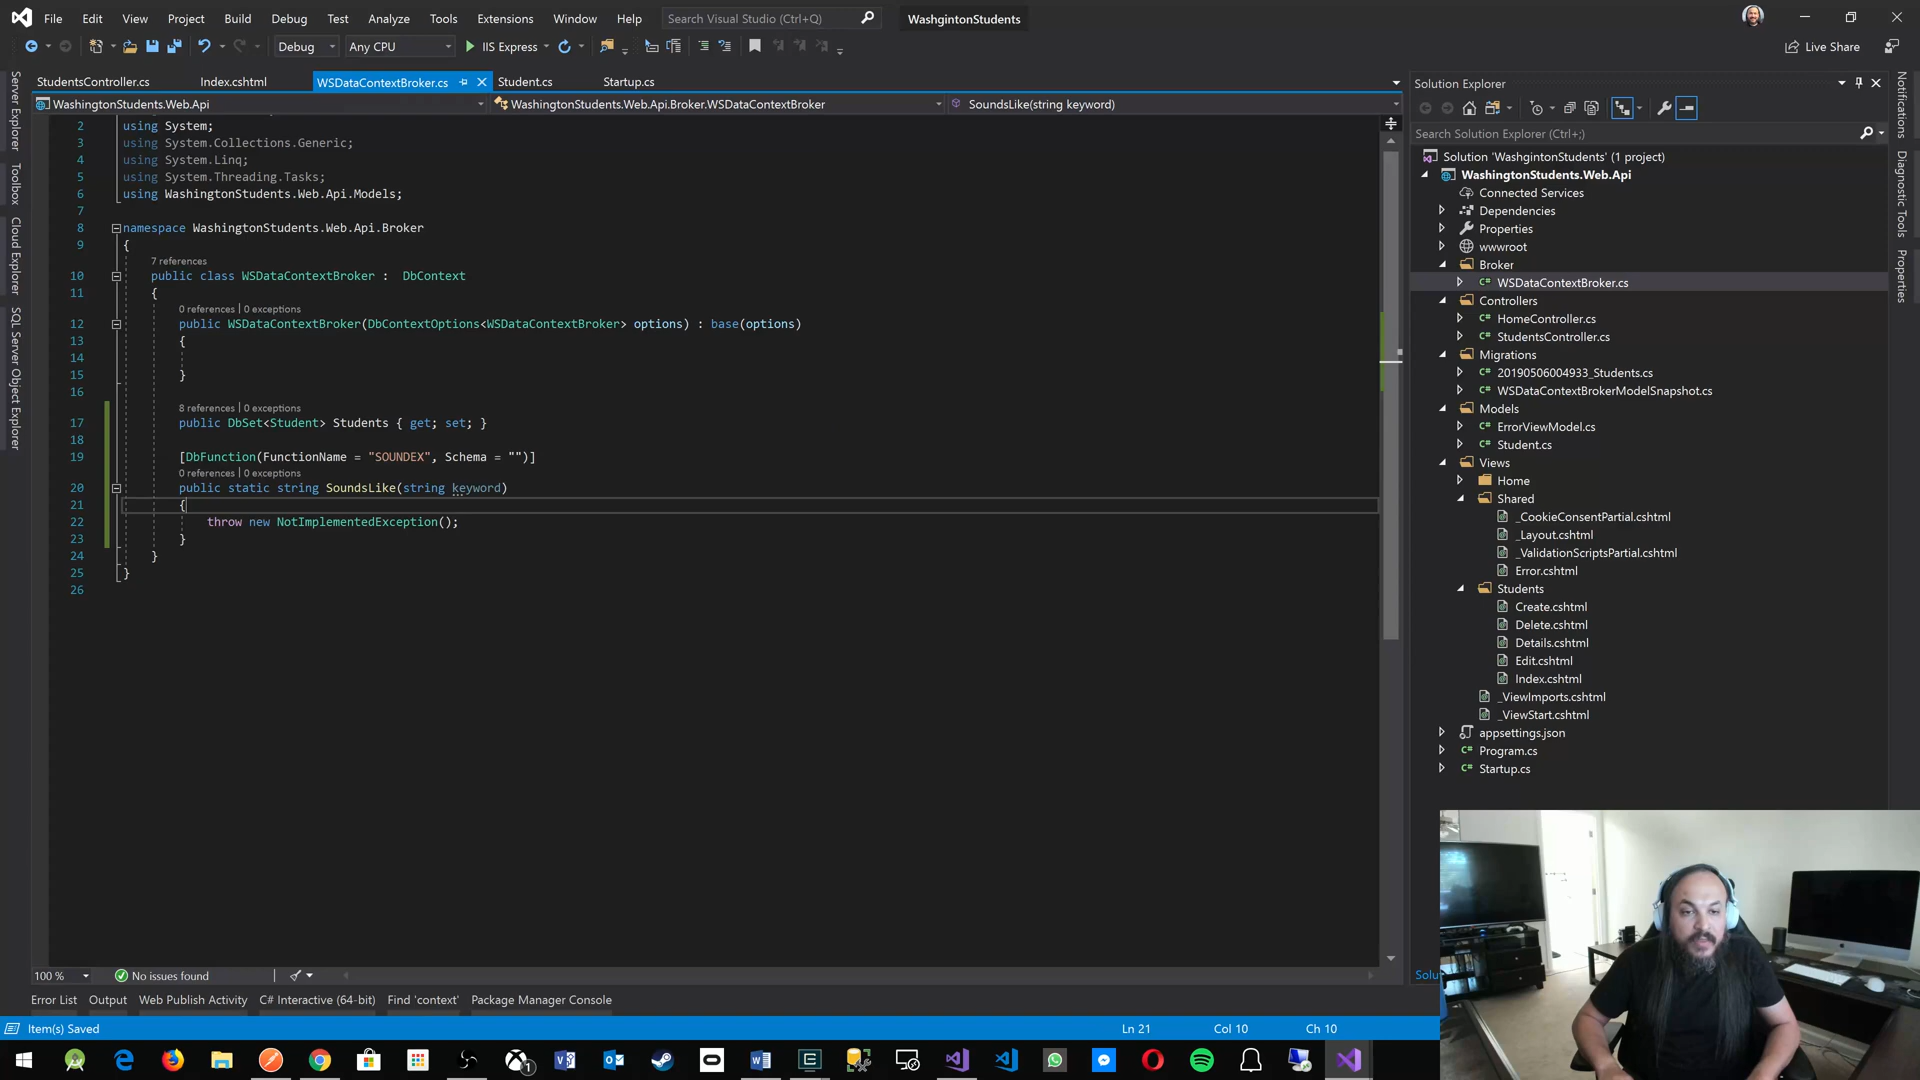 File Edit View Project Build Debug Test Analyze Tools Extensions Window Help Search Visual Studio (Ctrl+Q) WashgintonStudents
Debug Any CPU IIS Express Live Share
StudentsController.cs Index.cshtml WSDataContextBroker.cs Student.cs Startup.cs
WashingtonStudents.Web.Api WashingtonStudents.Web.Api.Broker.WSDataContextBroker SoundsLike(string keyword)
Server Explorer
Toolbox
Cloud Explorer
SQL Server Object Explorer
2 using System;
3 using System.Collections.Generic;
4 using System.Linq;
5 using System.Threading.Tasks;
6 using WashingtonStudents.Web.Api.Models;
7
8 namespace WashingtonStudents.Web.Api.Broker
9 {
7 references
10 public class WSDataContextBroker : DbContext
11 {
0 references | 0 exceptions
12 public WSDataContextBroker(DbContextOptions<WSDataContextBroker> options) : base(options)
13 {
14
15 }
16
8 references | 0 exceptions
17 public DbSet<Student> Students { get; set; }
18
19 [DbFunction(FunctionName = "SOUNDEX", Schema = "")]
0 references | 0 exceptions
20 public static string SoundsLike(string keyword)
21 {
22 throw new NotImplementedException();
23 }
24 }
25 }
26
100 % No issues found
Error List Output Web Publish Activity C# Interactive (64-bit) Find 'context' Package Manager Console
Item(s) Saved Ln 21 Col 10 Ch 10
Solution Explorer
Search Solution Explorer (Ctrl+;)
Solution 'WashgintonStudents' (1 project)
WashingtonStudents.Web.Api
Connected Services
Dependencies
Properties
wwwroot
Broker
C# WSDataContextBroker.cs
Controllers
C# HomeController.cs
C# StudentsController.cs
Migrations
C# 20190506004933_Students.cs
C# WSDataContextBrokerModelSnapshot.cs
Models
C# ErrorViewModel.cs
C# Student.cs
Views
Home
Shared
_CookieConsentPartial.cshtml
_Layout.cshtml
_ValidationScriptsPartial.cshtml
Error.cshtml
Students
Create.cshtml
Delete.cshtml
Details.cshtml
Edit.cshtml
Index.cshtml
_ViewImports.cshtml
_ViewStart.cshtml
appsettings.json
C# Program.cs
C# Startup.cs
Solu
Notifications
Diagnostic Tools
Properties